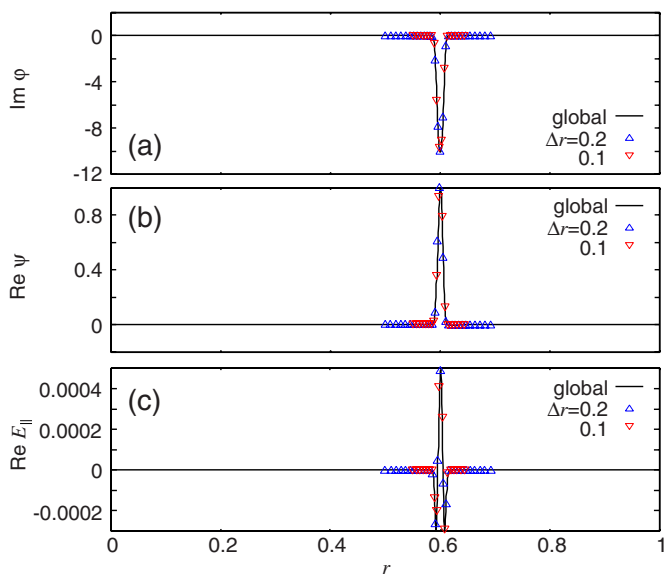 0
-4
-8
-12
Im φ
(a)
global
Δr=0.2
0.1
0.8
0.4
0
Re ψ
(b)
global
Δr=0.2
0.1
0.0004
0.0002
0
-0.0002
Re E||
(c)
global
Δr=0.2
0.1
0 0.2 0.4 0.6 0.8 1
r